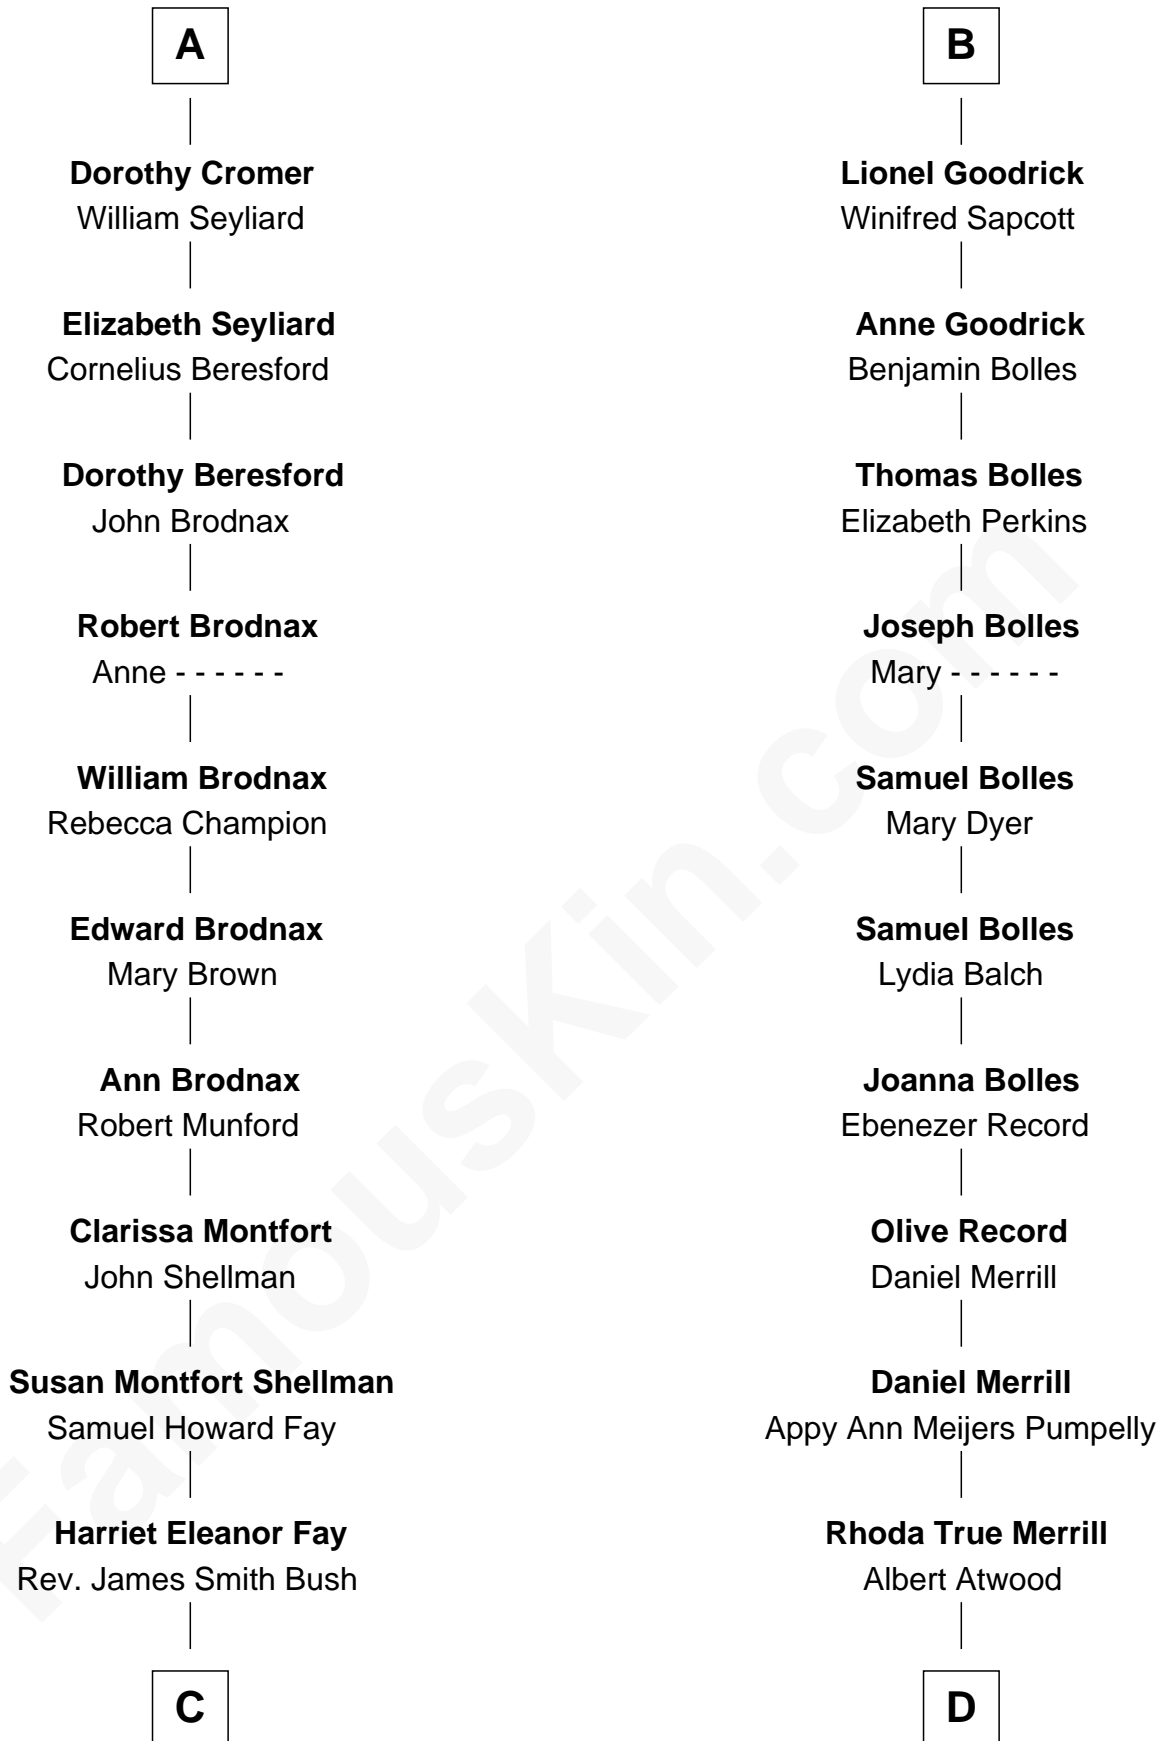 A
Dorothy Cromer
William Seyliard
Elizabeth Seyliard
Cornelius Beresford
Dorothy Beresford
John Brodnax
Robert Brodnax
Anne - - - - - -
William Brodnax
Rebecca Champion
Edward Brodnax
Mary Brown
Ann Brodnax
Robert Munford
Clarissa Montfort
John Shellman
Susan Montfort Shellman
Samuel Howard Fay
Harriet Eleanor Fay
Rev. James Smith Bush
C
B
Lionel Goodrick
Winifred Sapcott
Anne Goodrick
Benjamin Bolles
Thomas Bolles
Elizabeth Perkins
Joseph Bolles
Mary - - - - - -
Samuel Bolles
Mary Dyer
Samuel Bolles
Lydia Balch
Joanna Bolles
Ebenezer Record
Olive Record
Daniel Merrill
Daniel Merrill
Appy Ann Meijers Pumpelly
Rhoda True Merrill
Albert Atwood
D
FamousKin.com